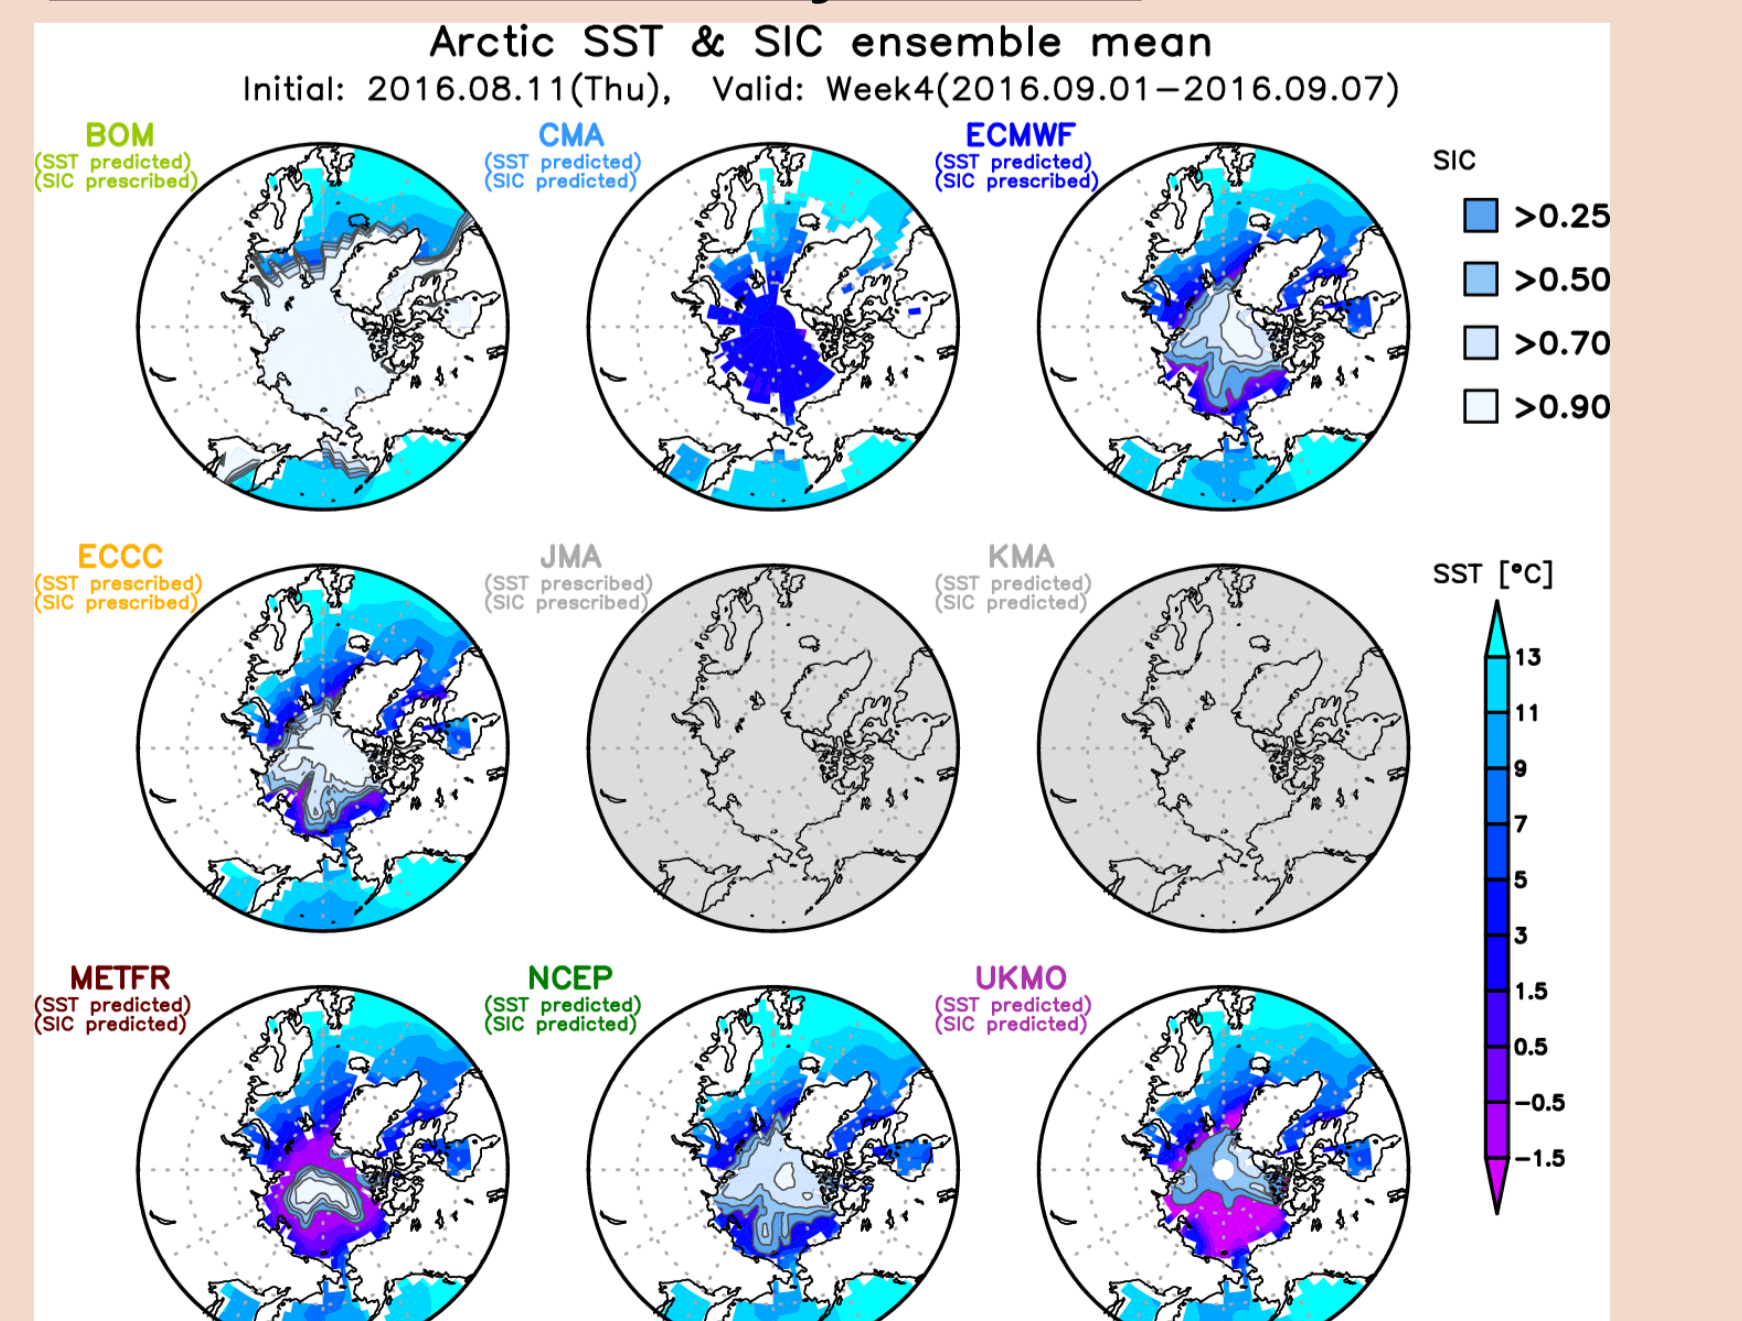 Arctic SST & SIC ensemble mean
Initial: 2016.08.11(Thu),  Valid: Week4(2016.09.01−2016.09.07)
BOM
(SST predicted)
(SIC prescribed)
CMA
(SST predicted)
(SIC predicted)
ECMWF
(SST predicted)
(SIC prescribed)
SIC
>0.25
>0.50
>0.70
>0.90
ECCC
(SST prescribed)
(SIC prescribed)
JMA
(SST prescribed)
(SIC prescribed)
KMA
(SST predicted)
(SIC predicted)
SST [°C]
13
11
9
7
5
3
1.5
0.5
−0.5
−1.5
METFR
(SST predicted)
(SIC predicted)
NCEP
(SST predicted)
(SIC predicted)
UKMO
(SST predicted)
(SIC predicted)